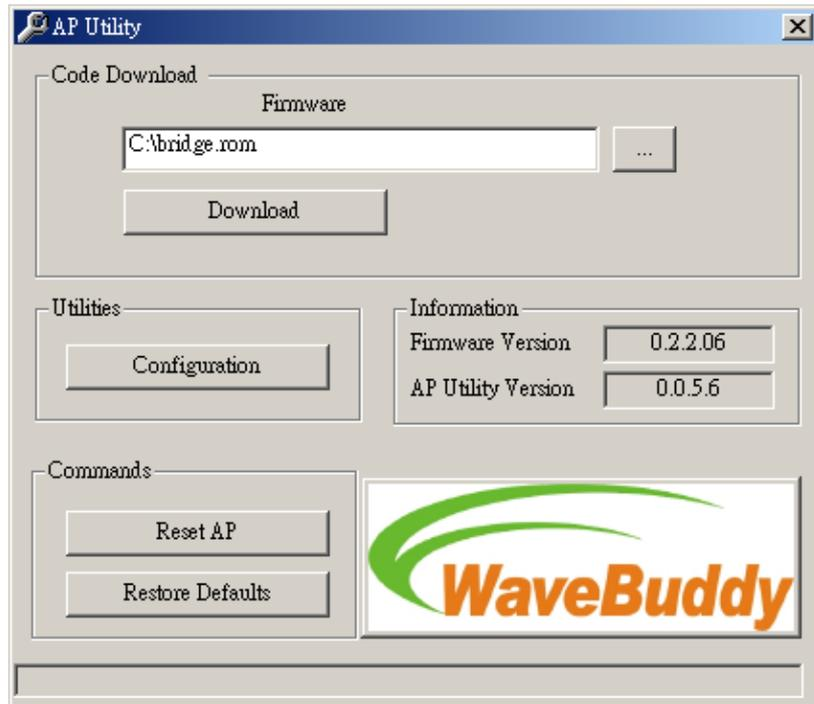 AP Utility
Code Download
Firmware
C:\bridge.rom
...
Download
Utilities
Configuration
Information
Firmware Version 0.2.2.06
AP Utility Version 0.0.5.6
Commands
Reset AP
Restore Defaults
WaveBuddy